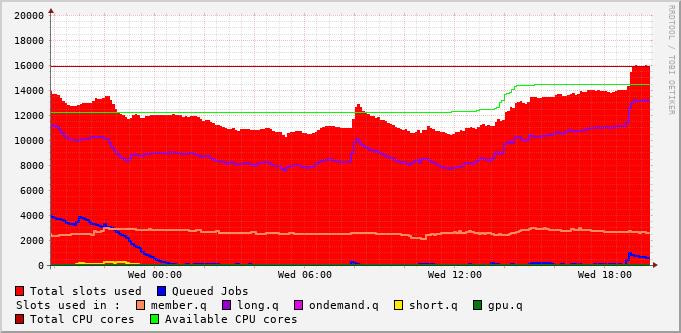 20000
18000
16000
14000
12000
10000
8000
6000
4000
2000
0
Wed 00:00 Wed 06:00 Wed 12:00 Wed 18:00
RRDTOOL / TOBI OETIKER
Total slots used Queued Jobs
Slots used in : member.q long.q ondemand.q short.q gpu.q
Total CPU cores Available CPU cores